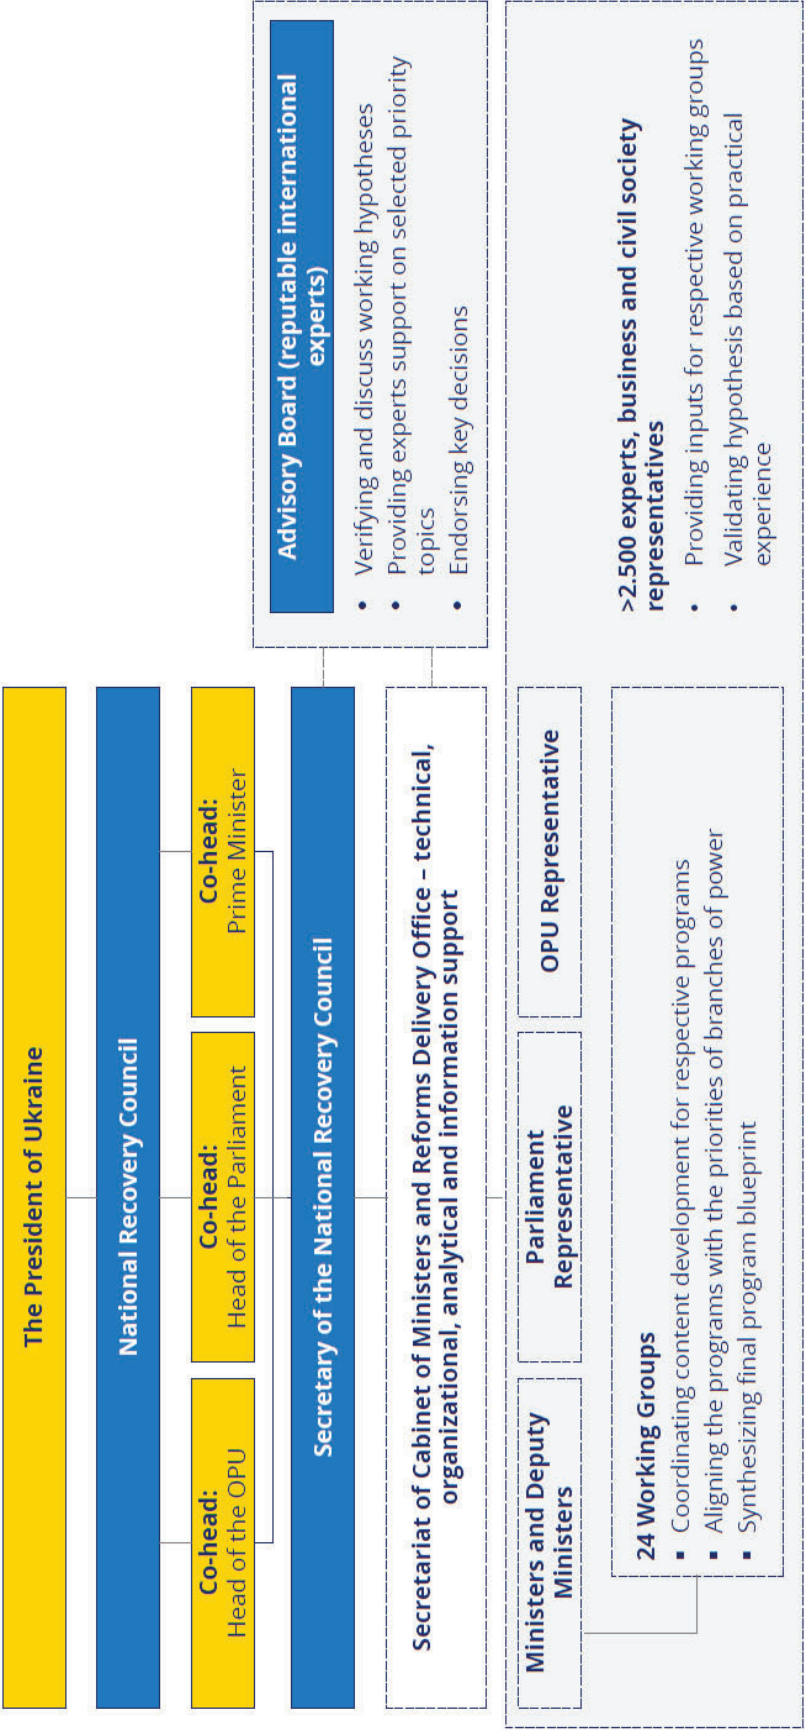 The President of Ukraine
National Recovery Council
Co-head:
Head of the OPU
Co-head:
Head of the Parliament
Co-head:
Prime Minister
Secretary of the National Recovery Council
Advisory Board (reputable international
experts)
• Verifying and discuss working hypotheses
• Providing experts support on selected priority
topics
• Endorsing key decisions
Secretariat of Cabinet of Ministers and Reforms Delivery Office – technical,
organizational, analytical and information support
Ministers and Deputy
Ministers
Parliament
Representative
OPU Representative
24 Working Groups
▪ Coordinating content development for respective programs
▪ Aligning the programs with the priorities of branches of power
▪ Synthesizing final program blueprint
>2.500 experts, business and civil society
representatives
• Providing inputs for respective working groups
• Validating hypothesis based on practical
experience